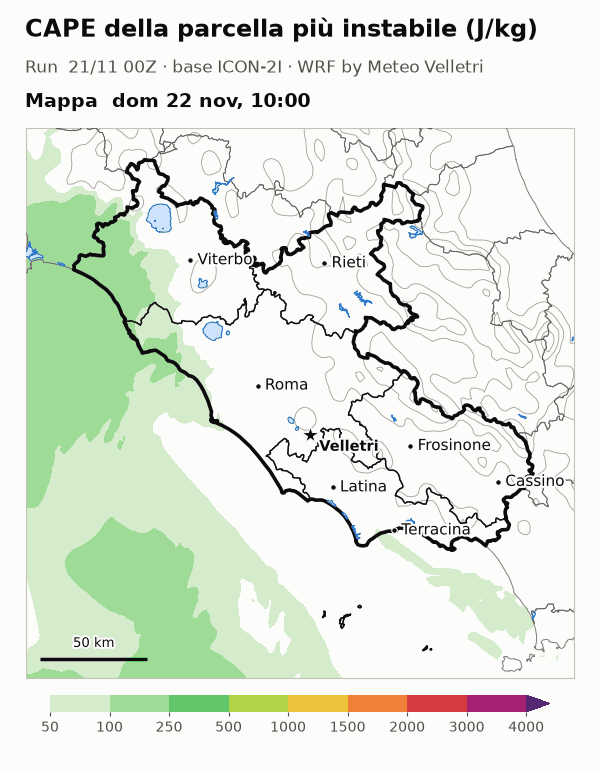 CAPE della parcella più instabile (J/kg)
Run  21/11 00Z · base ICON-2I · WRF by Meteo Velletri
Mappa  dom 22 nov, 10:00
Viterbo
Rieti
Roma
Velletri
Frosinone
Cassino
Latina
Terracina
50 km
50 100 250 500 1000 1500 2000 3000 4000